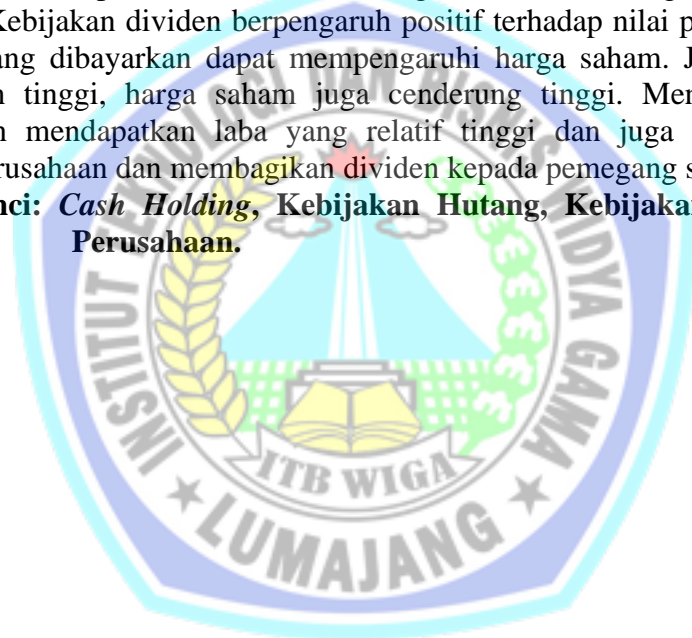 Kebijakan dividen berpengaruh positif terhadap nilai p
ang dibayarkan dapat mempengaruhi harga saham. J
n tinggi, harga saham juga cenderung tinggi. Men
n mendapatkan laba yang relatif tinggi dan juga
rusahaan dan membagikan dividen kepada pemegang s
nci: Cash Holding, Kebijakan Hutang, Kebijakan
Perusahaan.
INSTITUT TEKNOLOGI DAN BISNIS WIDYA GAMA
ITB WIGA
LUMAJANG